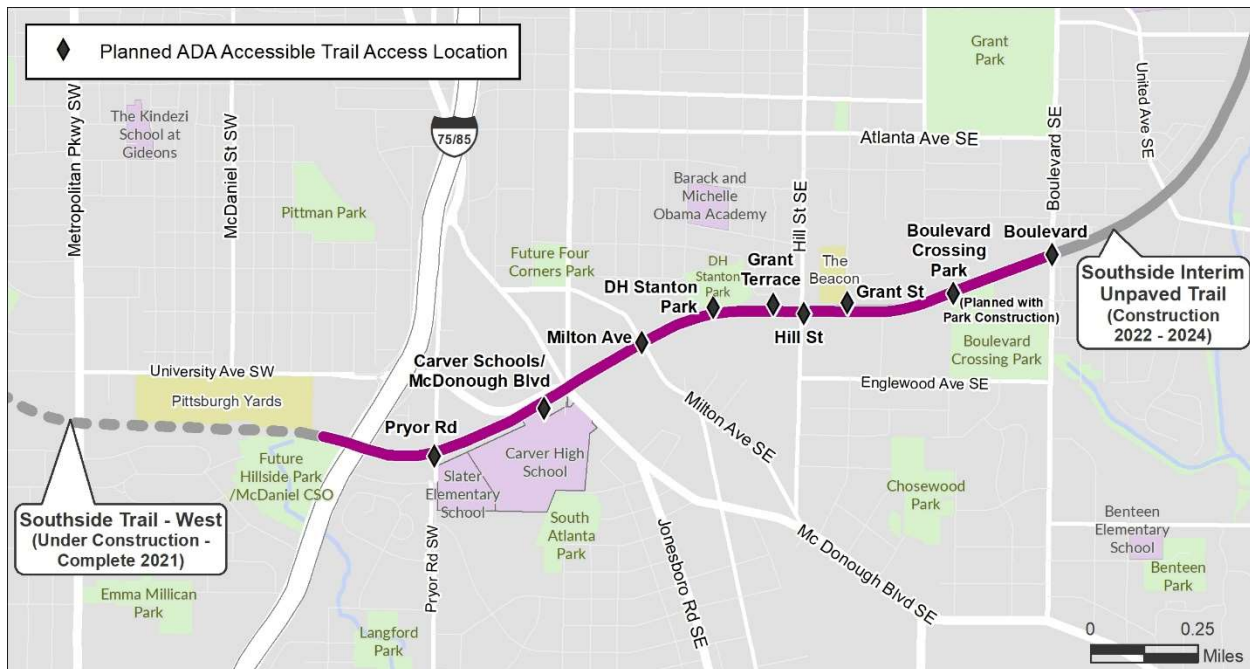 Planned ADA Accessible Trail Access Location
Grant
Park
United Ave SE
The Kindezi
School at
Gideons
Metropolitan Pkwy SW
McDaniel St SW
75/85
Atlanta Ave SE
Boulevard SE
Pittman Park
Barack and
Michelle
Obama Academy
Hill St SE
Future Four
Corners Park
DH
Stanton
Park
DH Stanton
Park
Grant
Terrace
The
Beacon
Grant St
Hill St
Boulevard
Crossing
Park
(Planned with
Park Construction)
Boulevard
Southside Interim
Unpaved Trail
(Construction
2022 - 2024)
Milton Ave
Boulevard
Crossing Park
Carver Schools/
McDonough Blvd
University Ave SW
Pittsburgh Yards
Englewood Ave SE
Milton Ave SE
Pryor Rd
Future
Hillside Park
/McDaniel CSO
Slater
Elementary
School
Carver High
School
Southside Trail - West
(Under Construction -
Complete 2021)
South
Atlanta
Park
Chosewood
Park
Benteen
Elementary
School
Benteen
Park
Pryor Rd SW
Jonesboro Rd SE
Mc Donough Blvd SE
Emma Millican
Park
Langford
Park
0 0.25
Miles